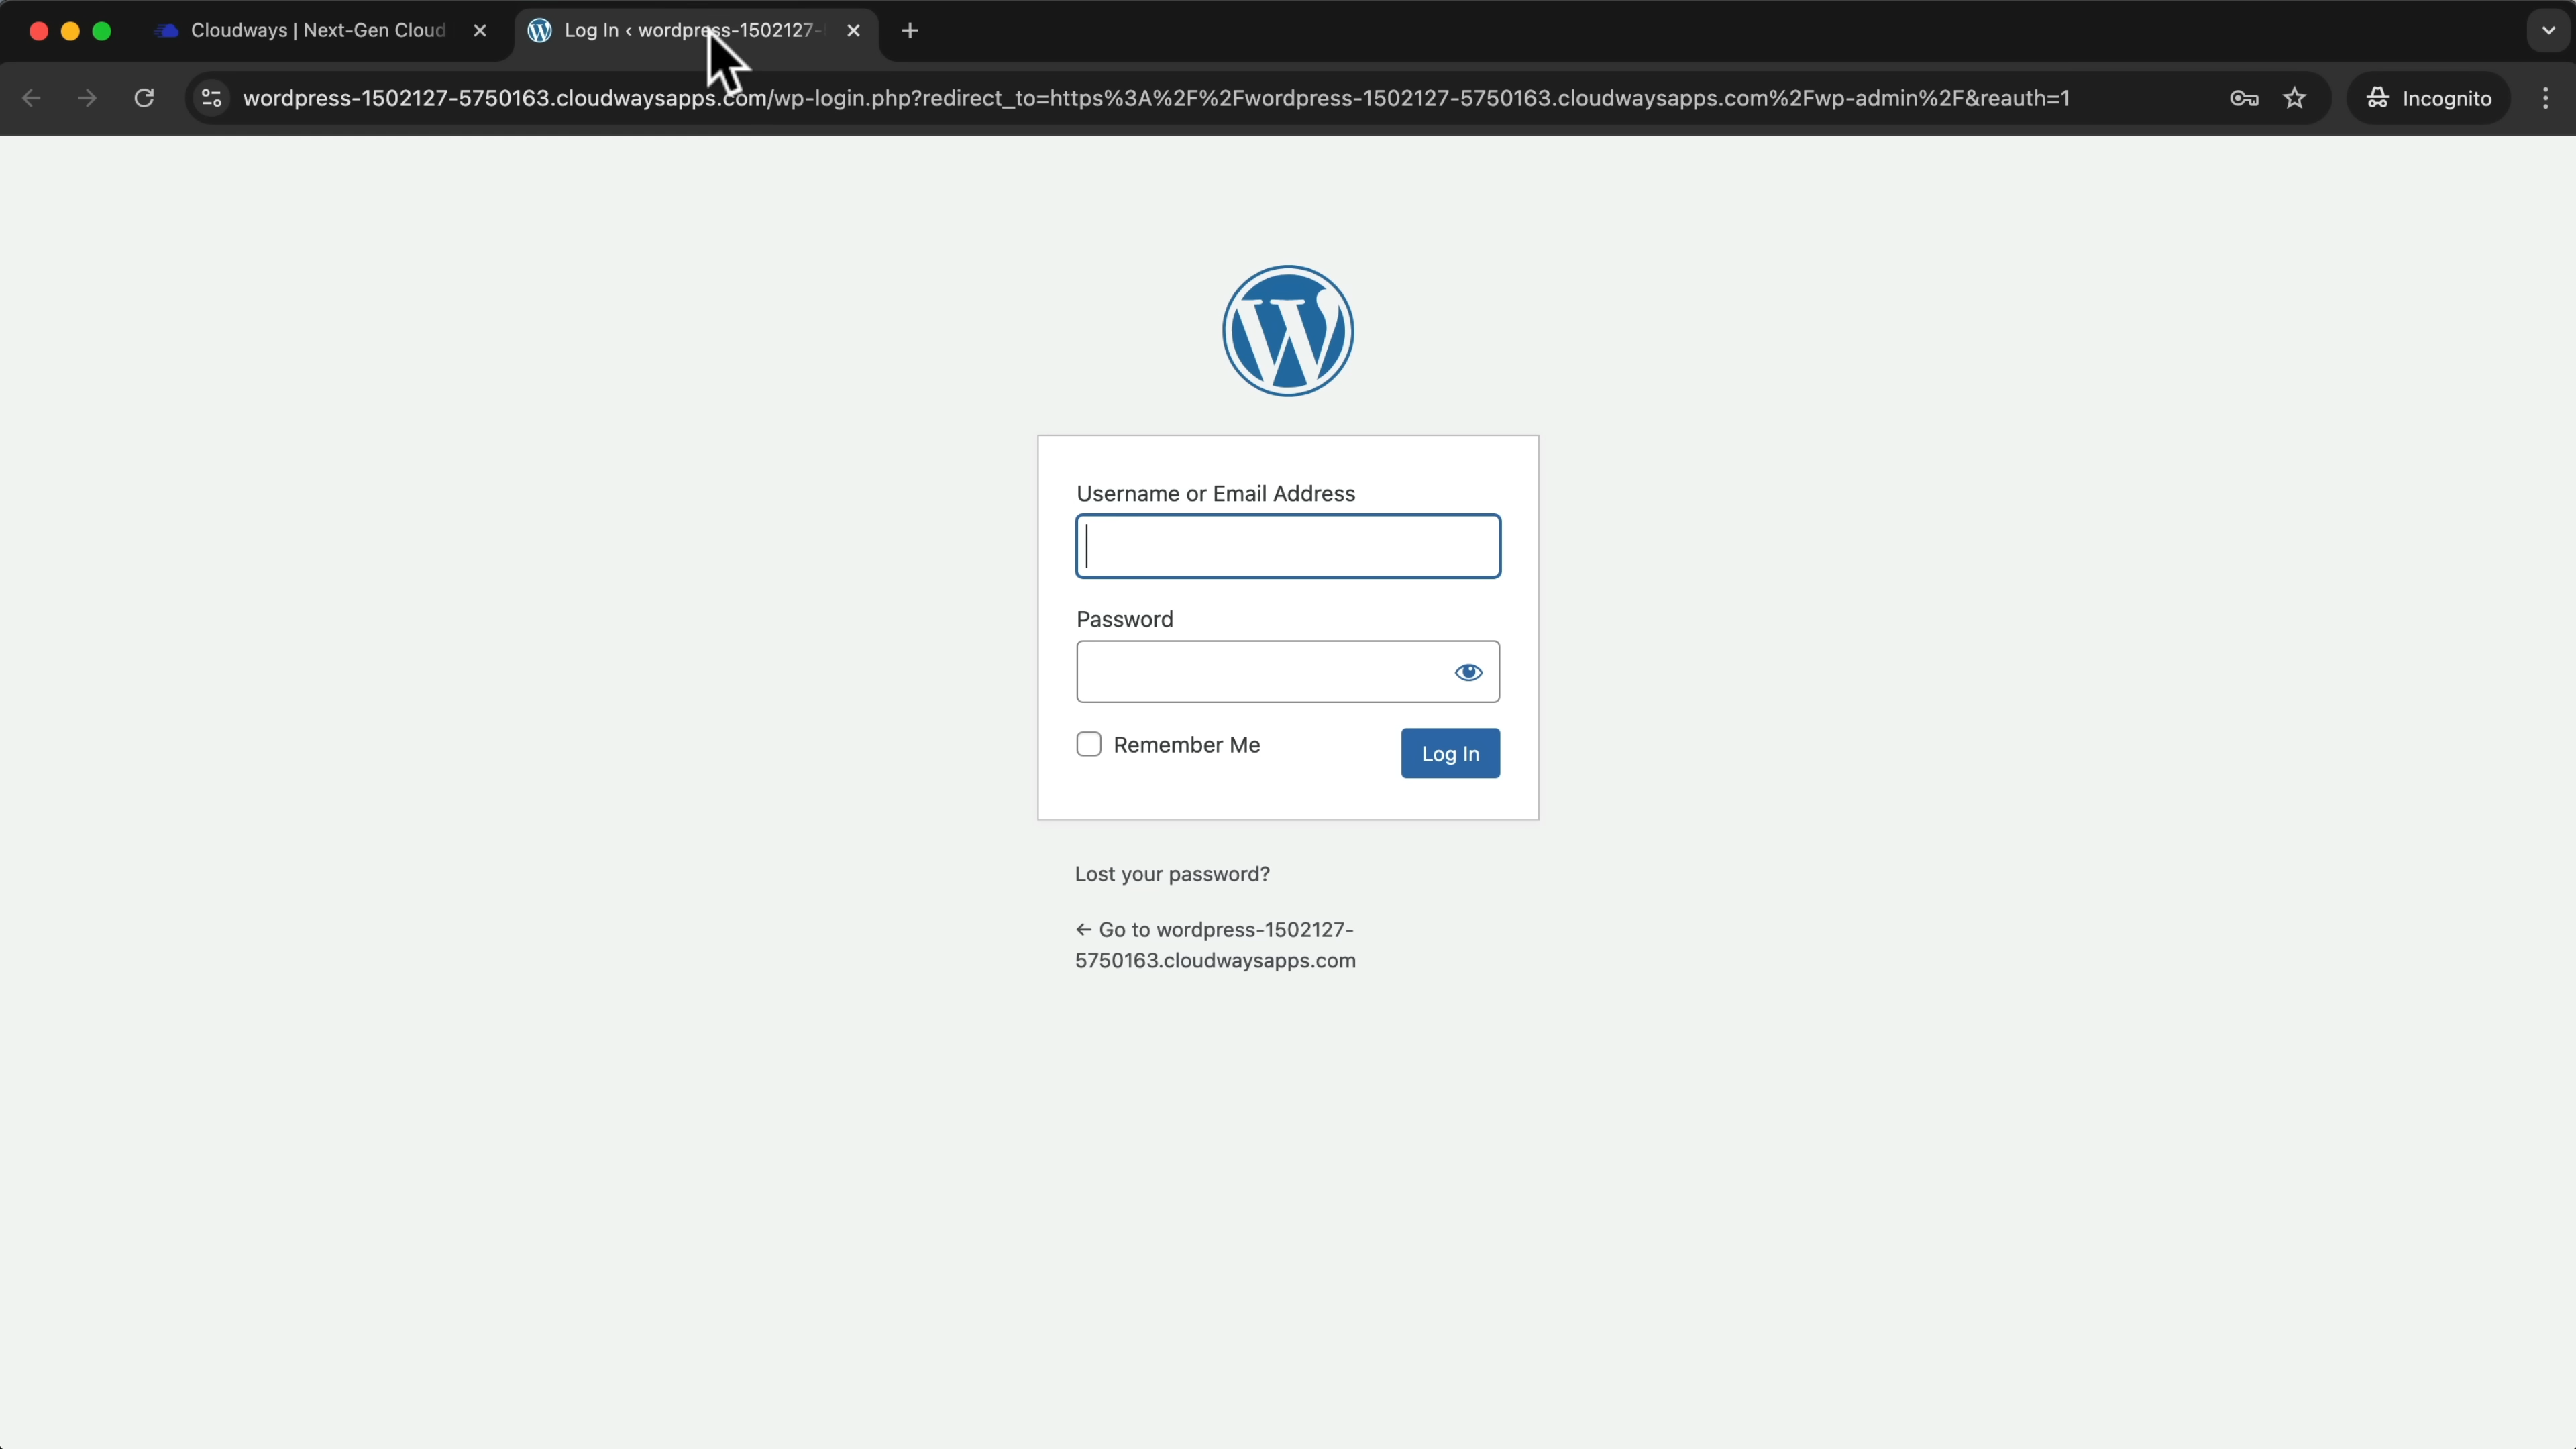 Cloudways | Next-Gen Cloud
Log In ‹ wordpress-1502127-
wordpress-1502127-5750163.cloudwaysapps.com/wp-login.php?redirect_to=https%3A%2F%2Fwordpress-1502127-5750163.cloudwaysapps.com%2Fwp-admin%2F&reauth=1
Incognito
Username or Email Address
Password
Remember Me
Log In
Lost your password?
← Go to wordpress-1502127-
5750163.cloudwaysapps.com